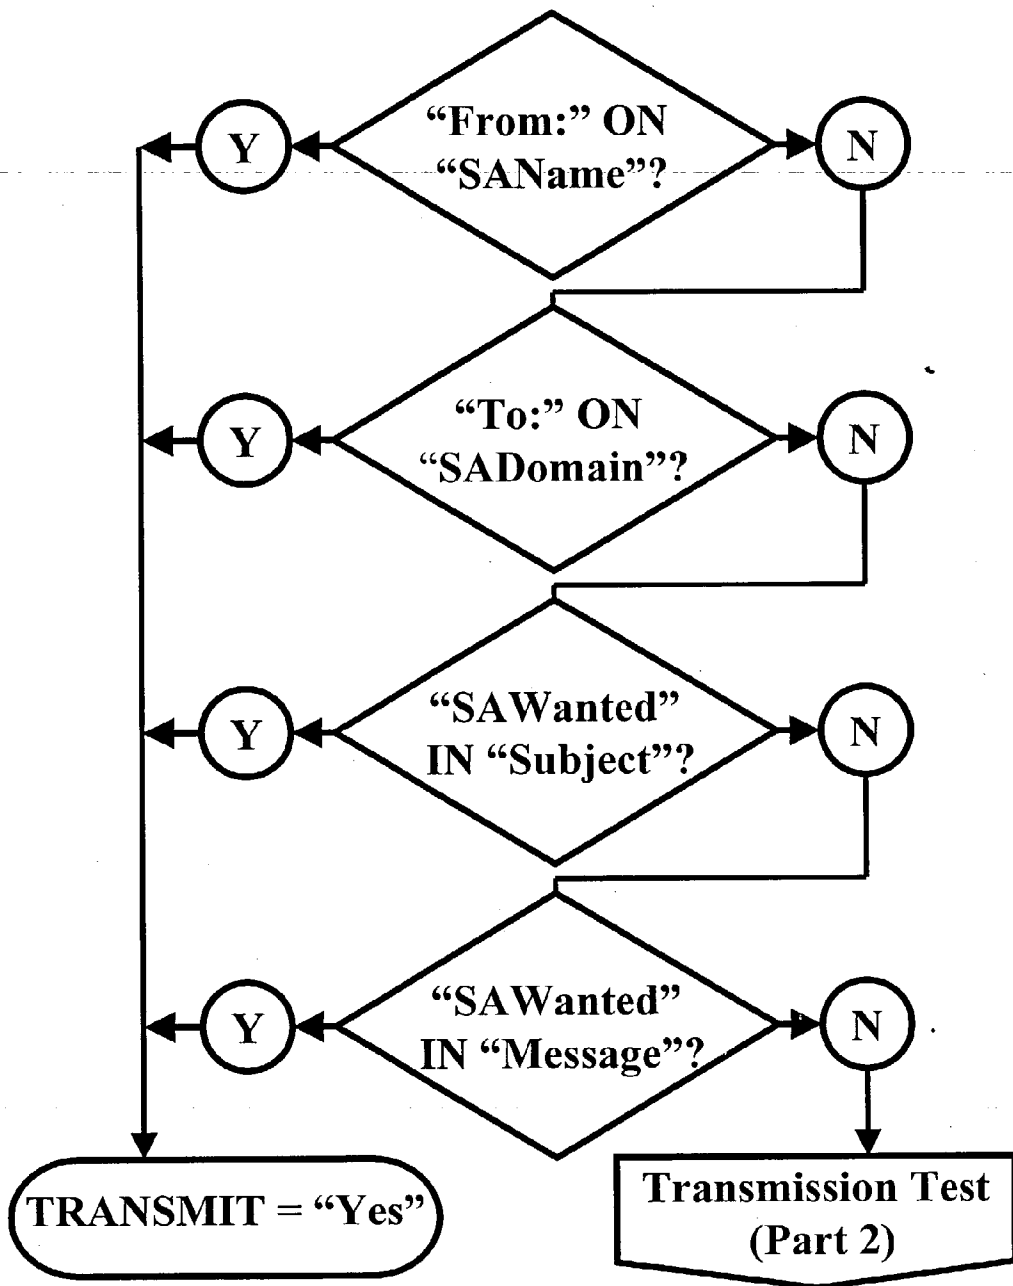 “From:” ON
“SAName”?
Y
N
“To:” ON
“SADomain”?
Y
N
“SAWanted”
IN “Subject”?
Y
N
“SAWanted”
IN “Message”?
Y
N
TRANSMIT = “Yes”
Transmission Test
(Part 2)